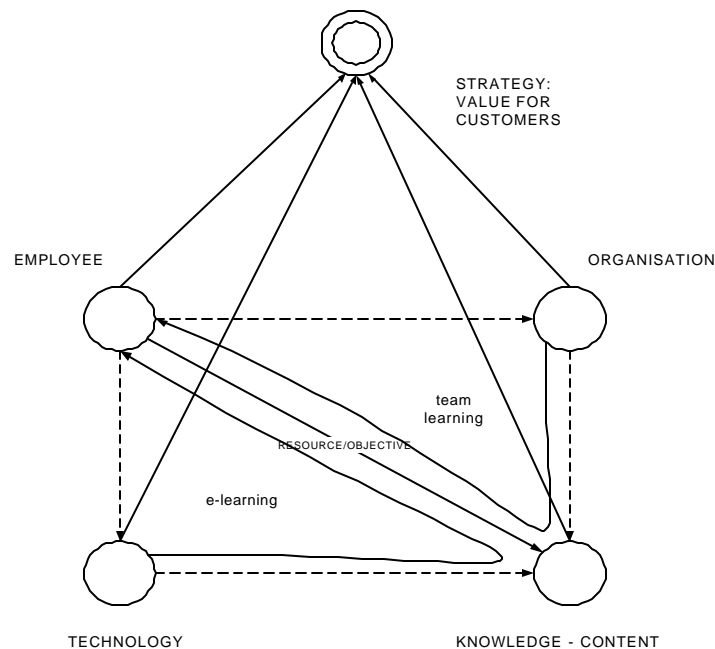 STRATEGY:
VALUE FOR
CUSTOMERS
EMPLOYEE
ORGANISATION
team
learning
RESOURCE/OBJECTIVE
e-learning
TECHNOLOGY
KNOWLEDGE - CONTENT